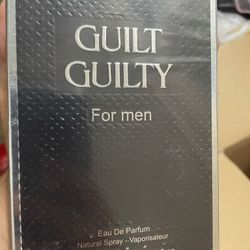 GUILT
GUILTY
For men
Eau De Parfum
Natural Spray - Vaporisateur